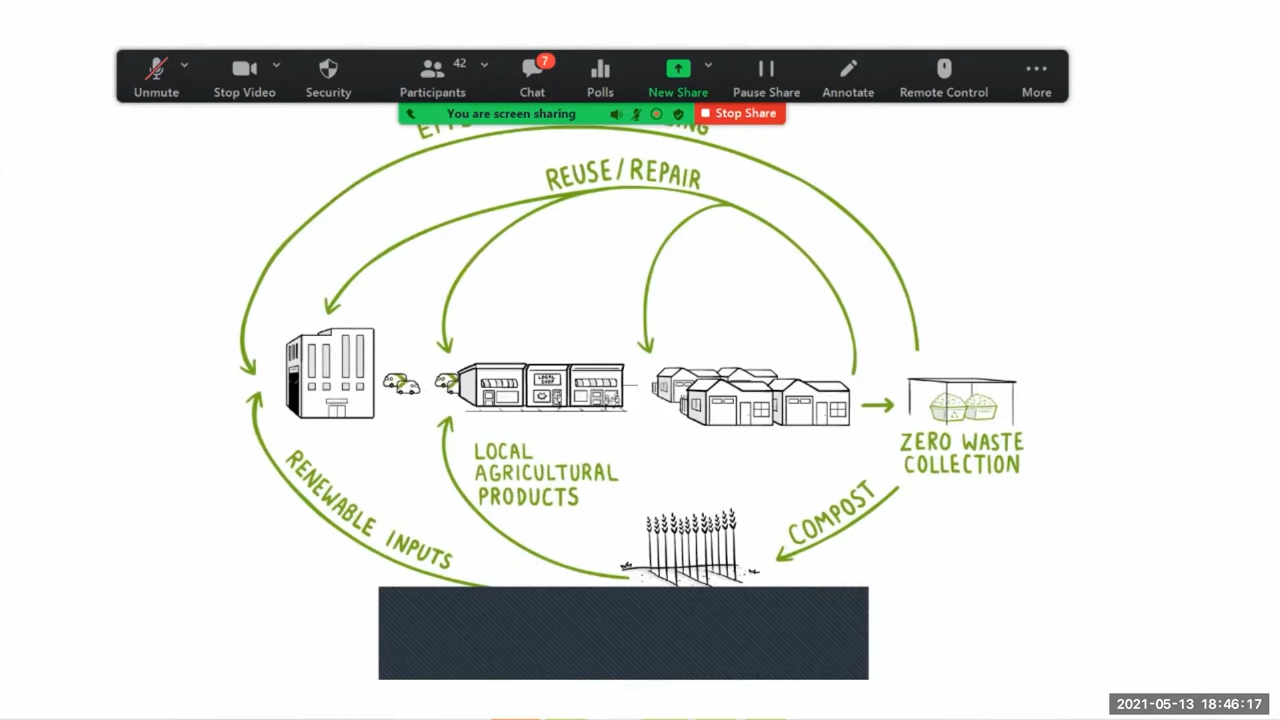 42
7
Unmute
Stop Video
Security
Participants
Chat
Polls
New Share
Pause Share
Annotate
Remote Control
More
You are screen sharing
Stop Share
REUSE/REPAIR
LOCAL
SHOP
ZERO WASTE
COLLECTION
LOCAL
AGRICULTURAL
PRODUCTS
RENEWABLE INPUTS
COMPOST
2021-05-13 18:46:17